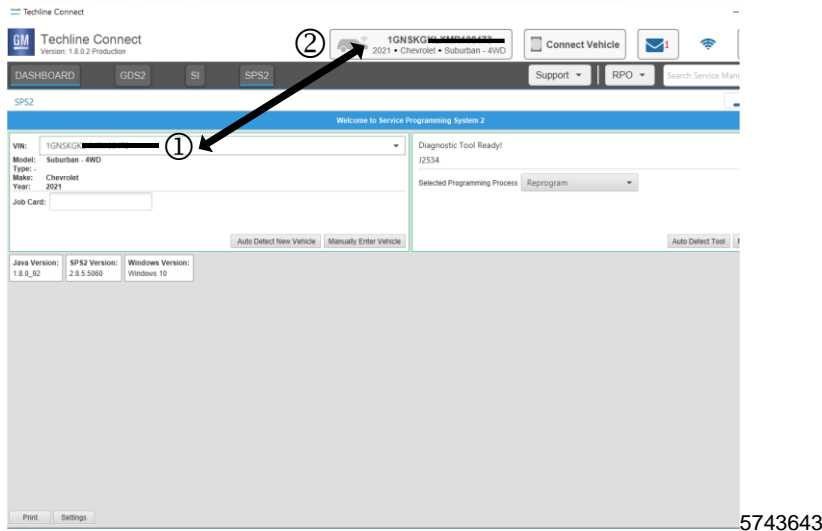 Techline Connect
GM
Techline Connect
Version: 1.8.0.2 Production
②
2021 • Chevrolet • Suburban - 4WD
Connect Vehicle
1
DASHBOARD GDS2 SI SPS2
Support
RPO
Search Service Man
SPS2
Welcome to Service Programming System 2
VIN: 1GNSKGK
①
Model: Suburban - 4WD
Type: -
Make: Chevrolet
Year: 2021
Job Card:
Auto Detect New Vehicle Manually Enter Vehicle
Diagnostic Tool Ready!
J2534
Selected Programming Process Reprogram
Auto Detect Tool
Java Version:
1.8.0_92
SPS2 Version:
2.8.5.5060
Windows Version:
Windows 10
Print Settings
5743643